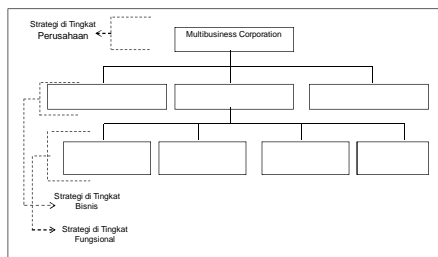 Strategi di Tingkat
Perusahaan
Multibusiness Corporation
Strategi di Tingkat
Bisnis
Strategi di Tingkat
Fungsional